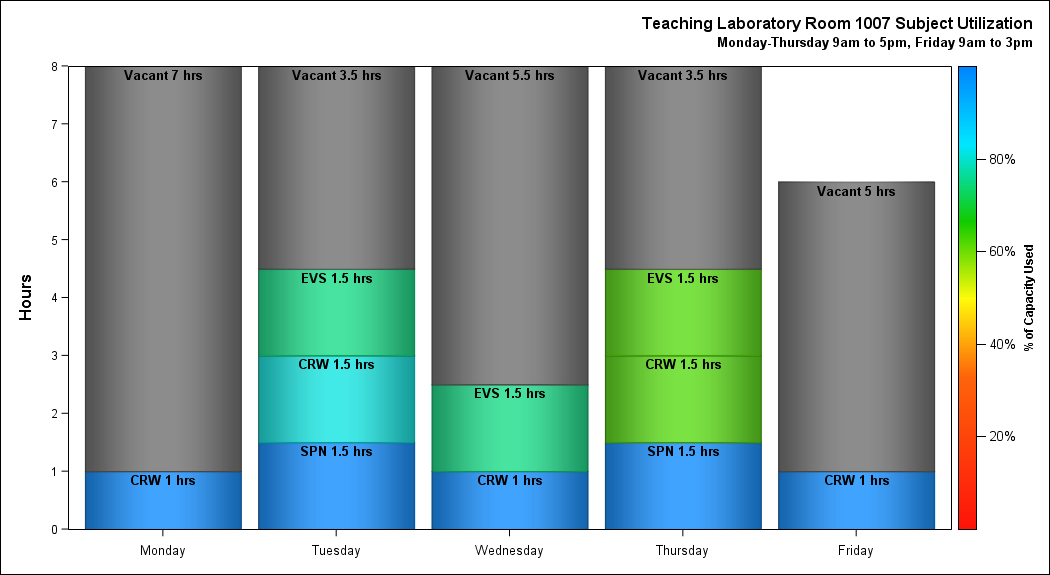 Teaching Laboratory Room 1007 Subject Utilization
Monday-Thursday 9am to 5pm, Friday 9am to 3pm
Hours
8
7
6
5
4
3
2
1
0
Vacant 7 hrs
CRW 1 hrs
Vacant 3.5 hrs
EVS 1.5 hrs
CRW 1.5 hrs
SPN 1.5 hrs
Vacant 5.5 hrs
EVS 1.5 hrs
CRW 1 hrs
Vacant 3.5 hrs
EVS 1.5 hrs
CRW 1.5 hrs
SPN 1.5 hrs
Vacant 5 hrs
CRW 1 hrs
Monday
Tuesday
Wednesday
Thursday
Friday
80%
60%
40%
20%
% of Capacity Used